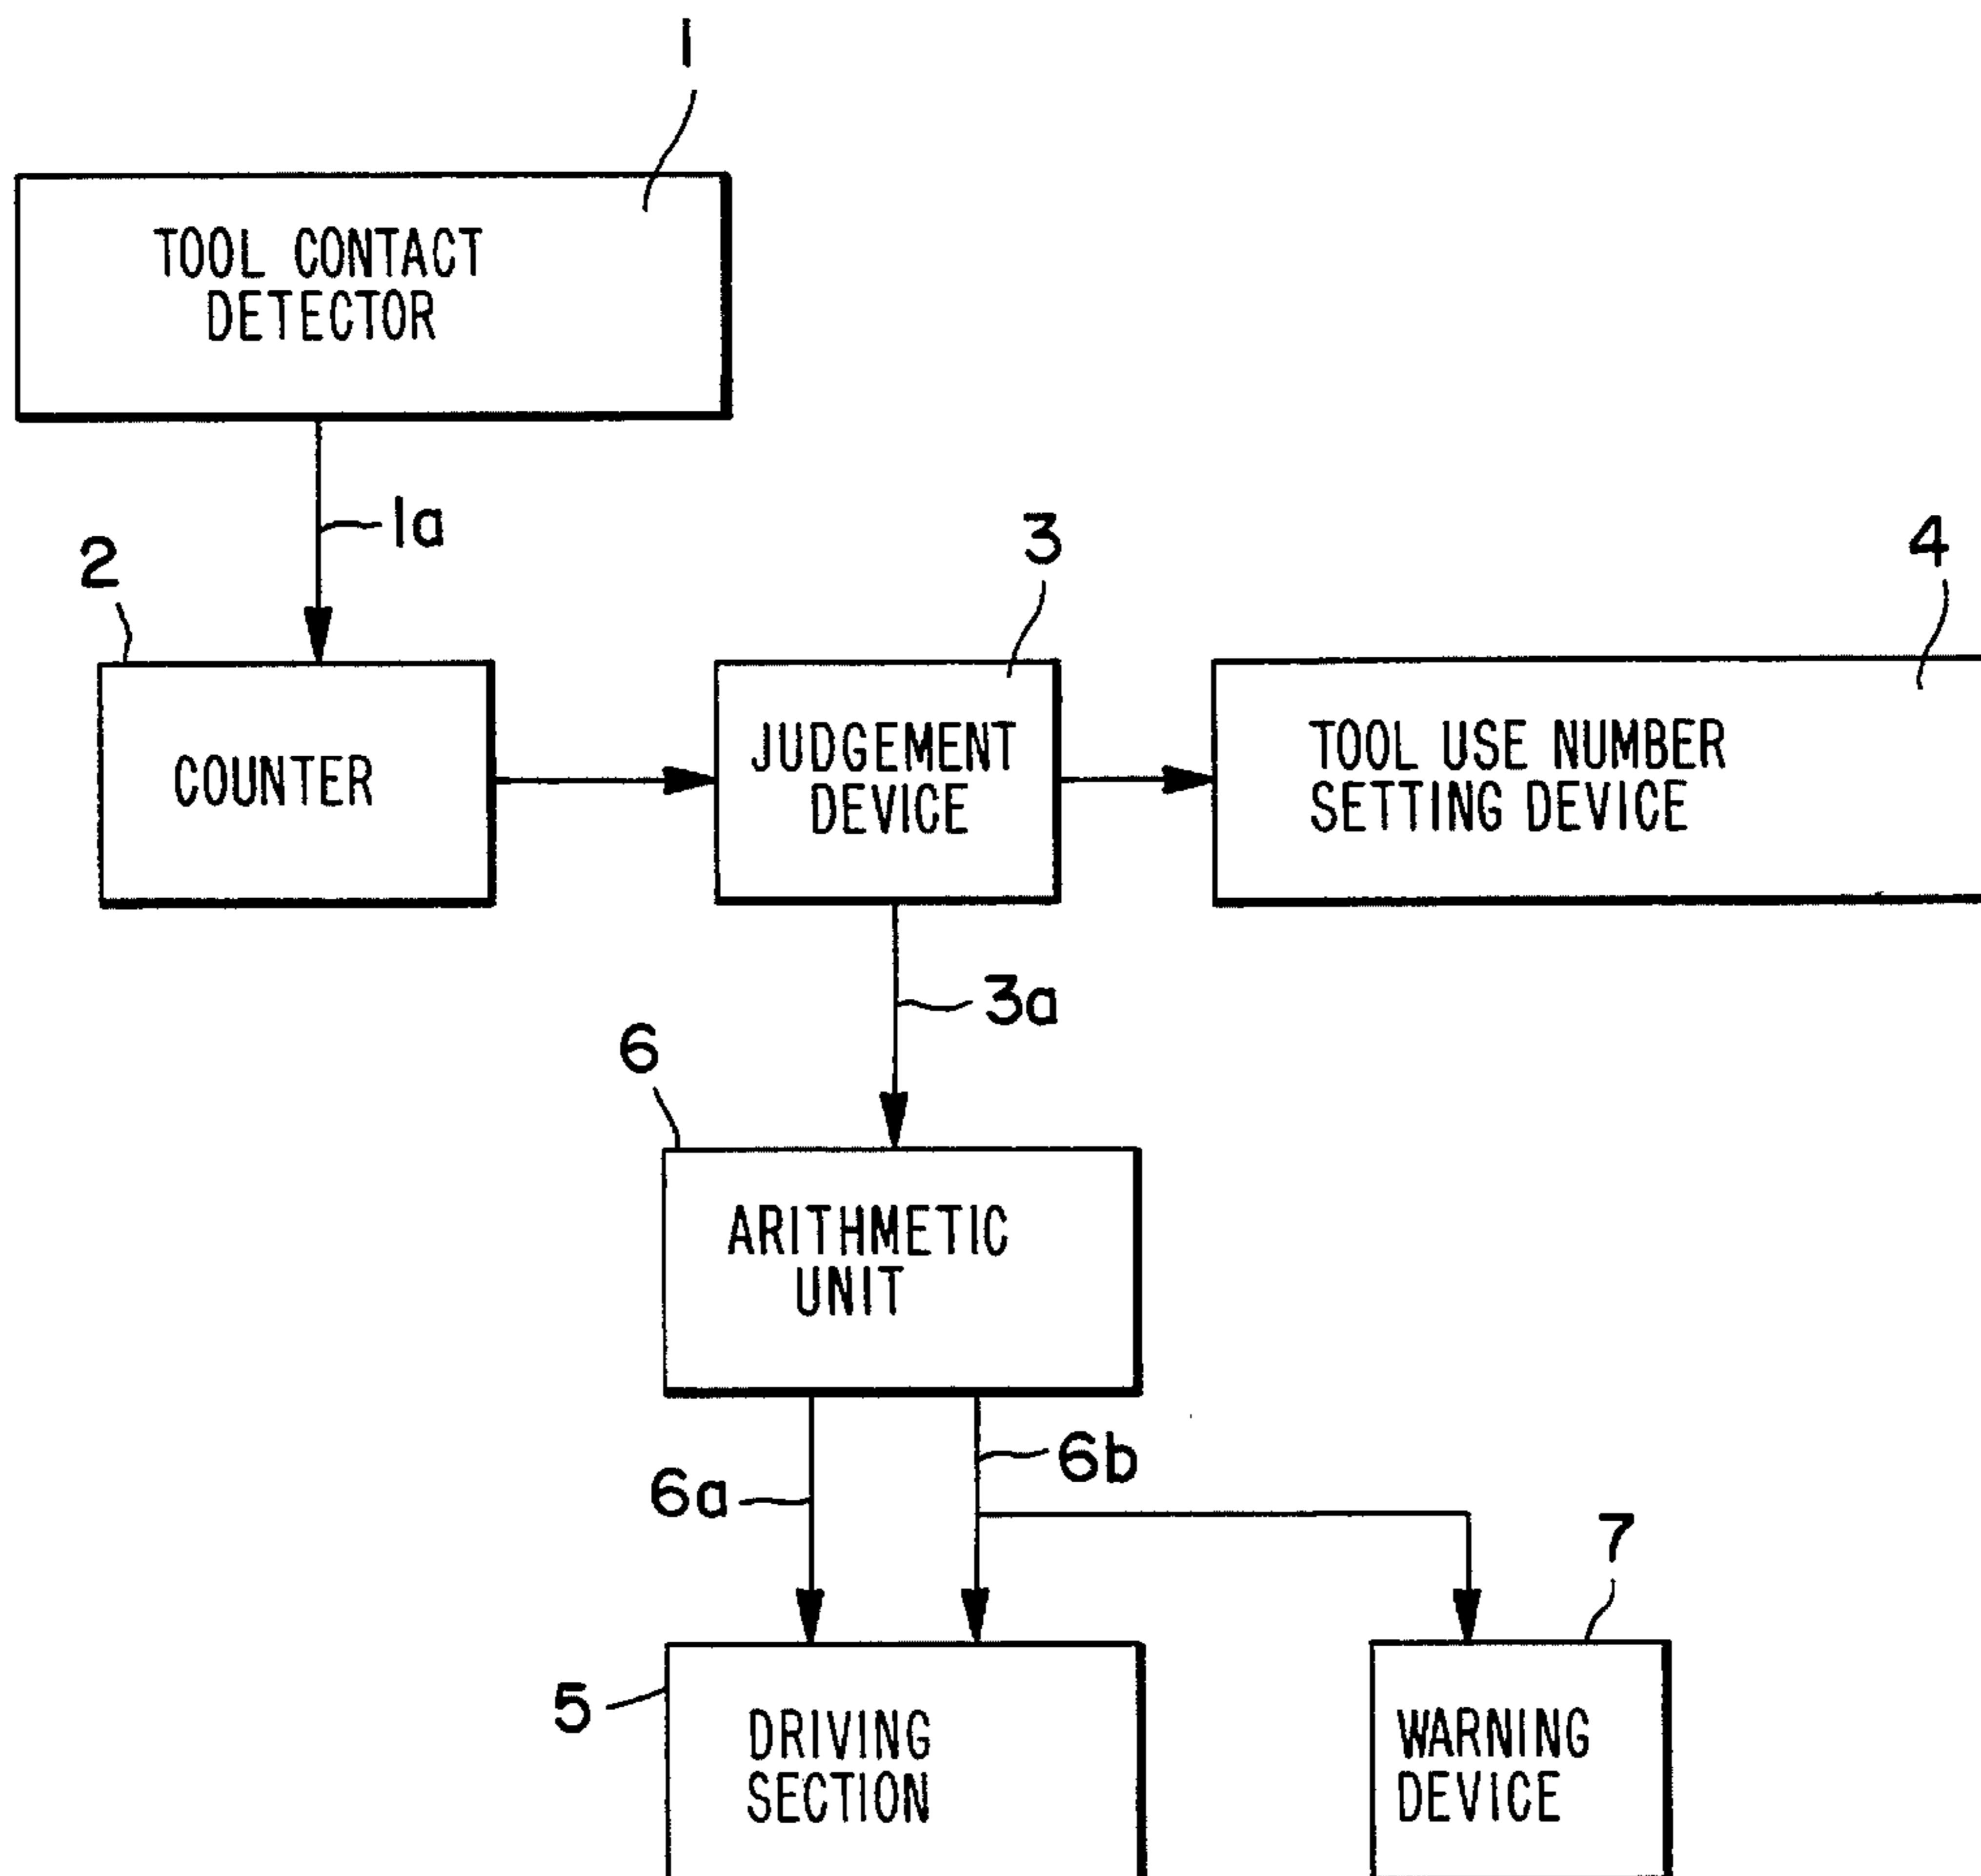 1
TOOL CONTACT
DETECTOR
1a
2
3
4
COUNTER
JUDGEMENT
DEVICE
TOOL USE NUMBER
SETTING DEVICE
3a
6
ARITHMETIC
UNIT
6a
6b
7
5
DRIVING
SECTION
WARNING
DEVICE